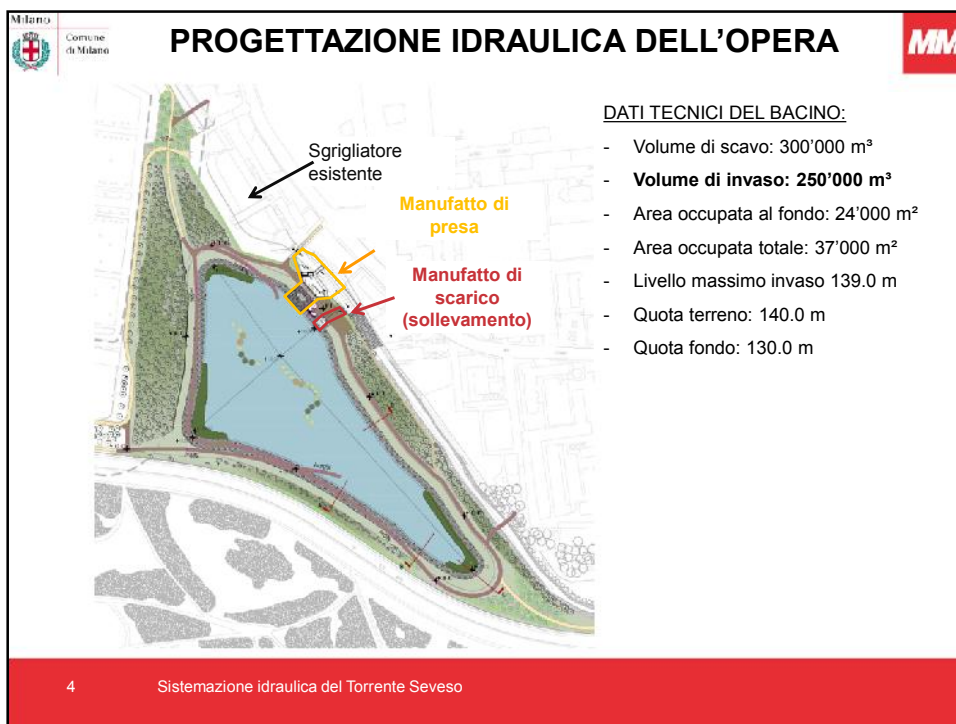 Milano
Comune
di Milano
PROGETTAZIONE IDRAULICA DELL’OPERA
MM
Sgrigliatore
esistente
Manufatto di
presa
Manufatto di
scarico
(sollevamento)
DATI TECNICI DEL BACINO:
- Volume di scavo: 300’000 m³
- Volume di invaso: 250’000 m³
- Area occupata al fondo: 24’000 m²
- Area occupata totale: 37’000 m²
- Livello massimo invaso 139.0 m
- Quota terreno: 140.0 m
- Quota fondo: 130.0 m
4 Sistemazione idraulica del Torrente Seveso